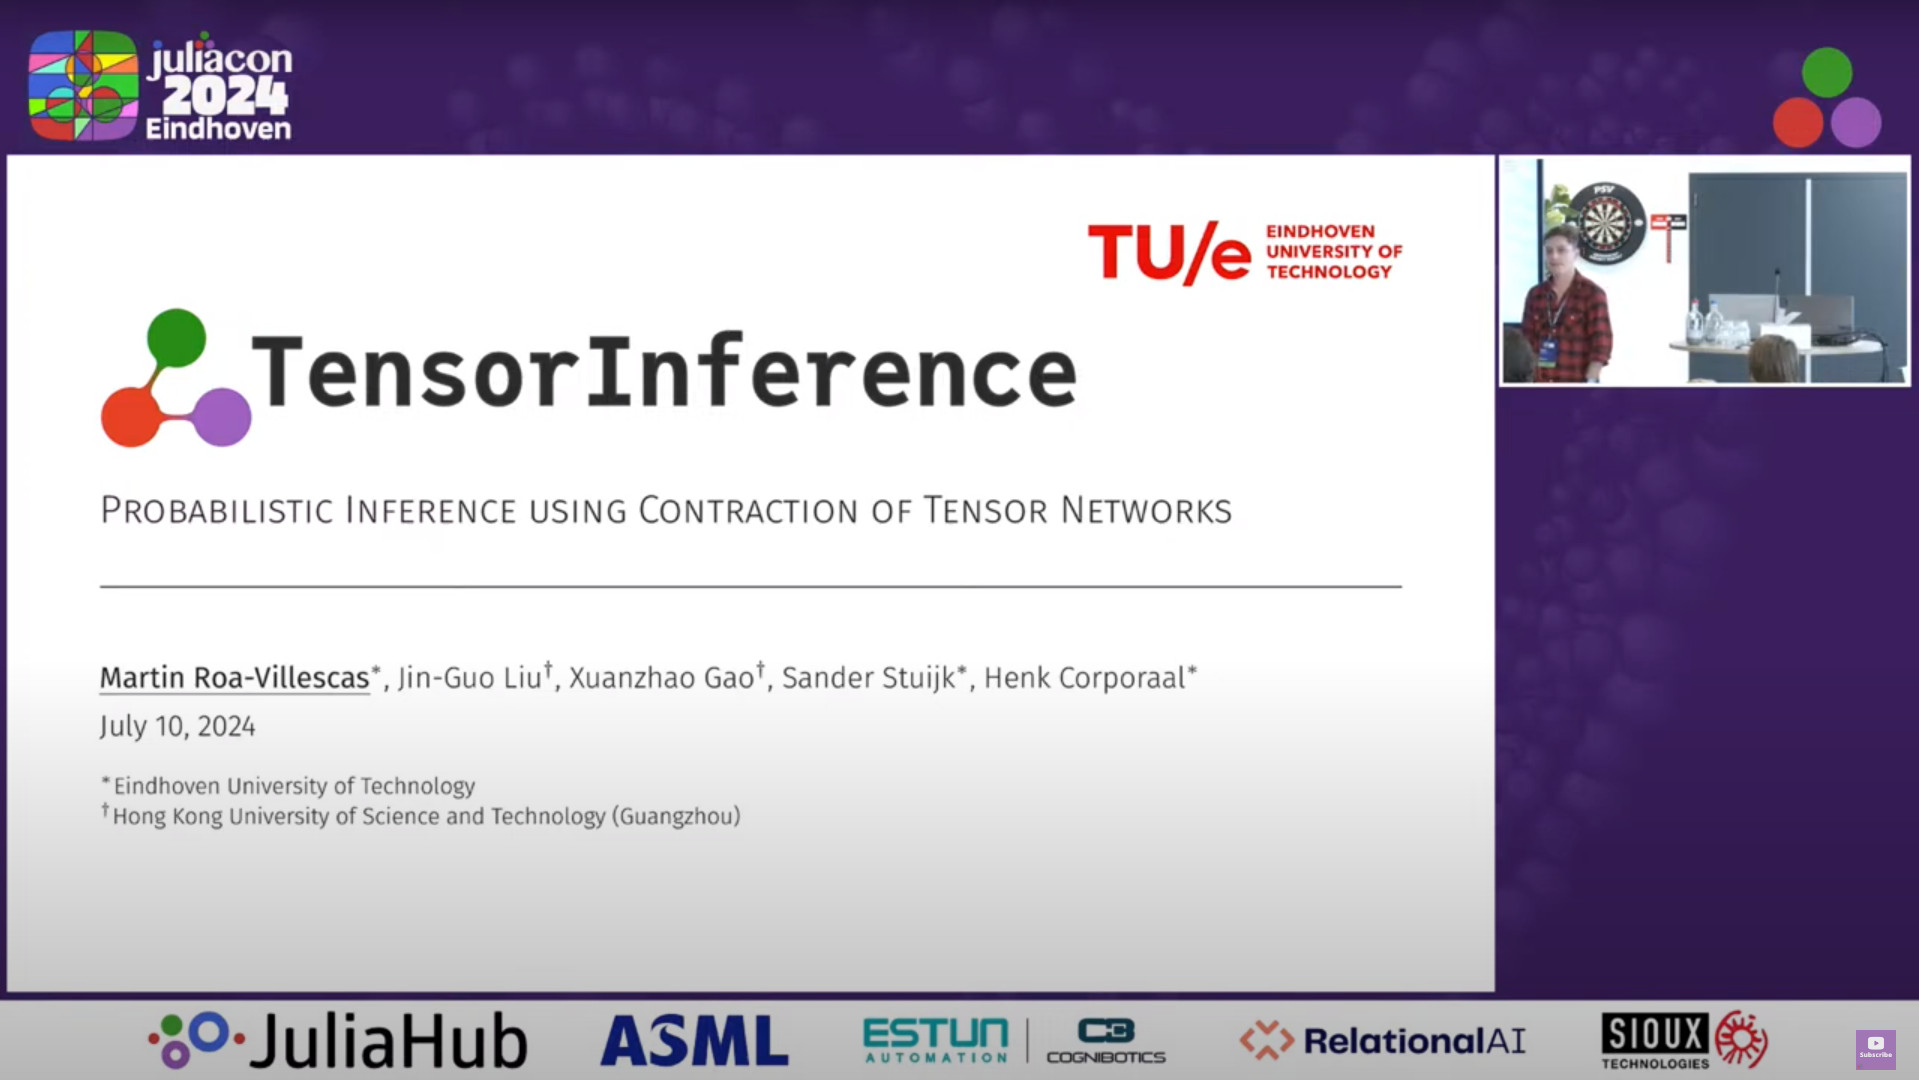 juliacon
2024
Eindhoven
TU/e EINDHOVEN
UNIVERSITY OF
TECHNOLOGY
TensorInference
PROBABILISTIC INFERENCE USING CONTRACTION OF TENSOR NETWORKS
Martin Roa-Villescas*, Jin-Guo Liu†, Xuanzhao Gao†, Sander Stuijk*, Henk Corporaal*
July 10, 2024
*Eindhoven University of Technology
†Hong Kong University of Science and Technology (Guangzhou)
PSV
JuliaHub
ASML
ESTUN
AUTOMATION
COGNIBOTICS
RelationalAI
SIOUX
TECHNOLOGIES
Subscribe